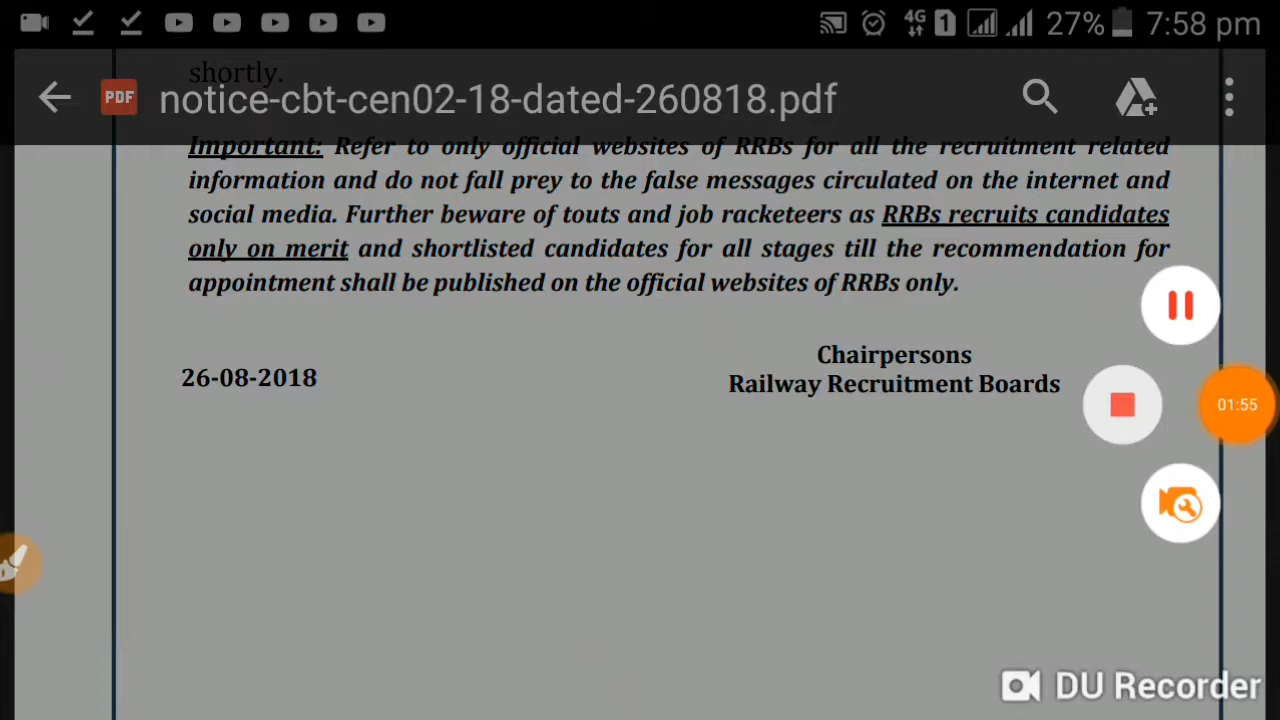 27% 7:58 pm
4G 1
shortly.
PDF notice-cbt-cen02-18-dated-260818.pdf
Important: Refer to only official websites of RRBs for all the recruitment related
information and do not fall prey to the false messages circulated on the internet and
social media. Further beware of touts and job racketeers as RRBs recruits candidates
only on merit and shortlisted candidates for all stages till the recommendation for
appointment shall be published on the official websites of RRBs only.
Chairpersons
26-08-2018
Railway Recruitment Boards
01:55
DU Recorder